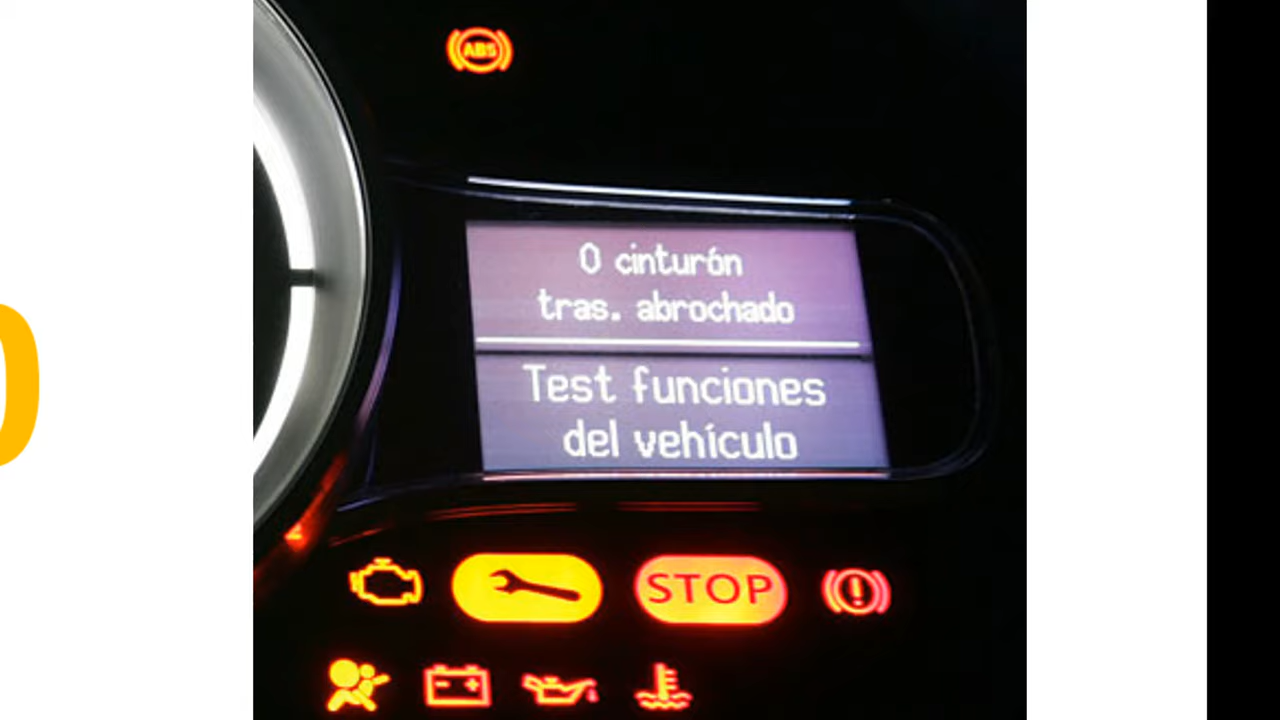 ABS
0 cinturón
tras. abrochado
Test funciones
del vehículo
STOP